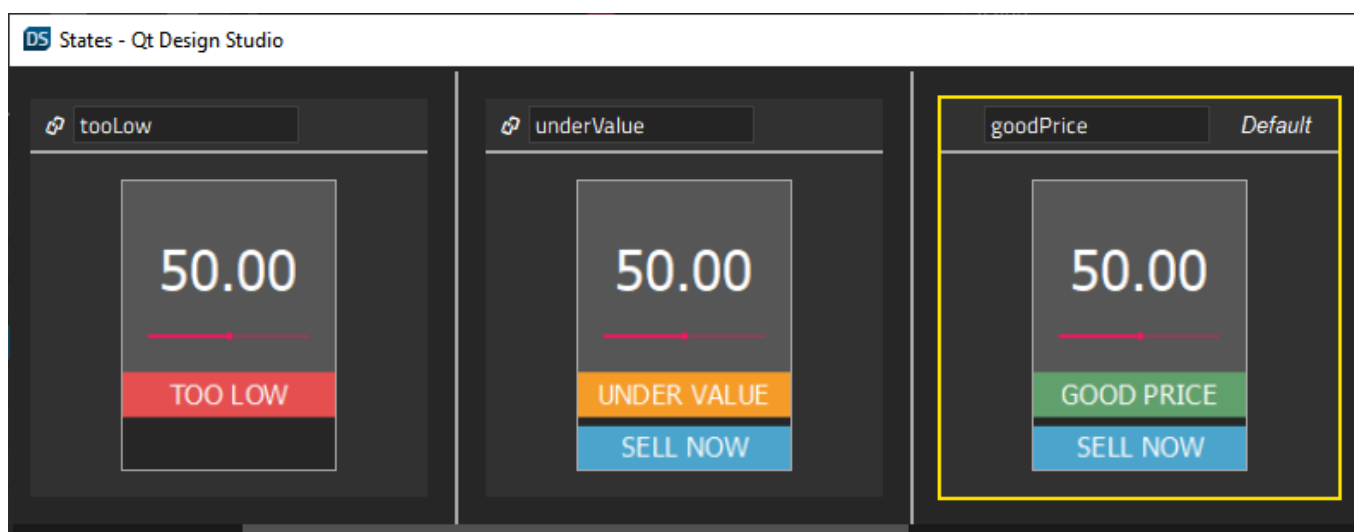 DS States - Qt Design Studio
tooLow
underValue
goodPrice Default
50.00
50.00
50.00
TOO LOW
UNDER VALUE
GOOD PRICE
SELL NOW
SELL NOW